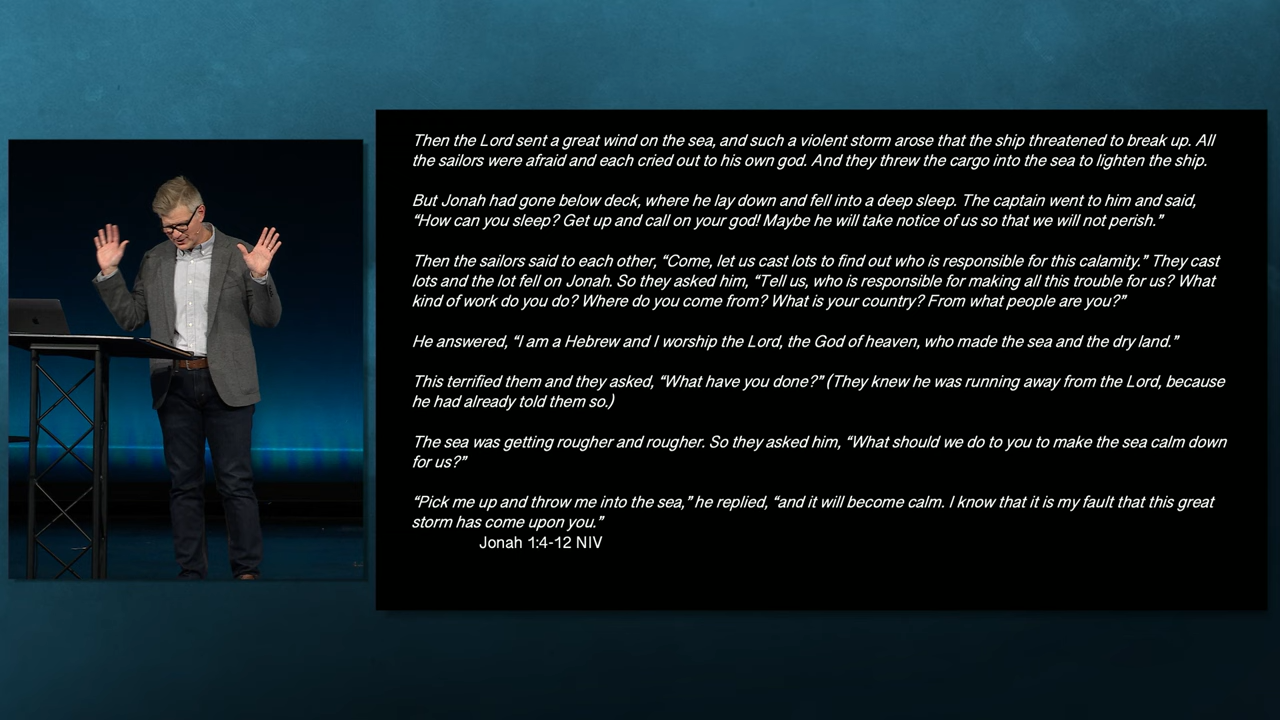 Then the Lord sent a great wind on the sea, and such a violent storm arose that the ship threatened to break up. All
the sailors were afraid and each cried out to his own god. And they threw the cargo into the sea to lighten the ship.
But Jonah had gone below deck, where he lay down and fell into a deep sleep. The captain went to him and said,
“How can you sleep? Get up and call on your god! Maybe he will take notice of us so that we will not perish.”
Then the sailors said to each other, “Come, let us cast lots to find out who is responsible for this calamity.” They cast
lots and the lot fell on Jonah. So they asked him, “Tell us, who is responsible for making all this trouble for us? What
kind of work do you do? Where do you come from? What is your country? From what people are you?”
He answered, “I am a Hebrew and I worship the Lord, the God of heaven, who made the sea and the dry land.”
This terrified them and they asked, “What have you done?” (They knew he was running away from the Lord, because
he had already told them so.)
The sea was getting rougher and rougher. So they asked him, “What should we do to you to make the sea calm down
for us?”
“Pick me up and throw me into the sea,” he replied, “and it will become calm. I know that it is my fault that this great
storm has come upon you.”
Jonah 1:4-12 NIV